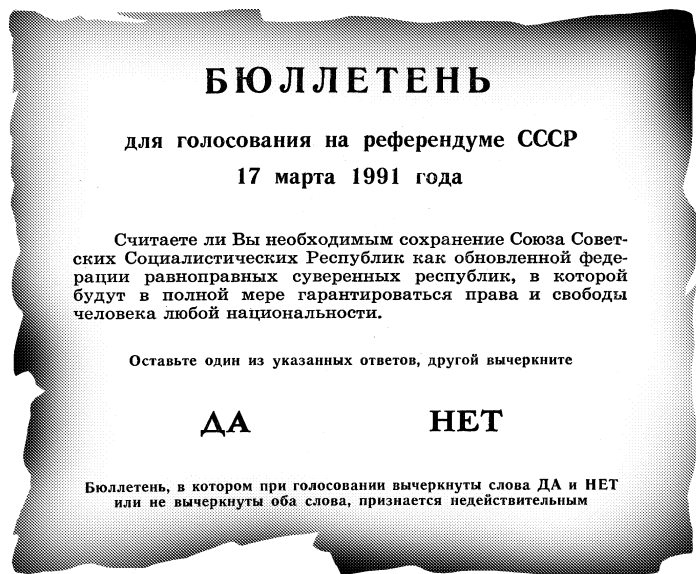 БЮЛЛЕТЕНЬ
для голосования на референдуме СССР
17 марта 1991 года
Считаете ли Вы необходимым сохранение Союза Совет-
ских Социалистических Республик как обновленной феде-
рации равноправных суверенных республик, в которой
будут в полной мере гарантироваться права и свободы
человека любой национальности.
Оставьте один из указанных ответов, другой вычеркните
ДА НЕТ
Бюллетень, в котором при голосовании вычеркнуты слова ДА и НЕТ
или не вычеркнуты оба слова, признается недействительным